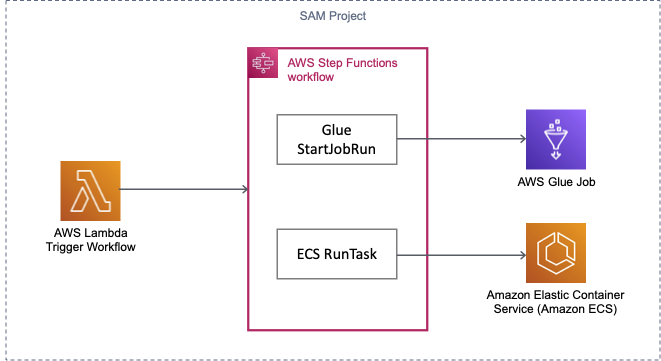 SAM Project
AWS Step Functions
workflow
Glue
StartJobRun
AWS Glue Job
AWS Lambda
Trigger Workflow
ECS RunTask
Amazon Elastic Container
Service (Amazon ECS)